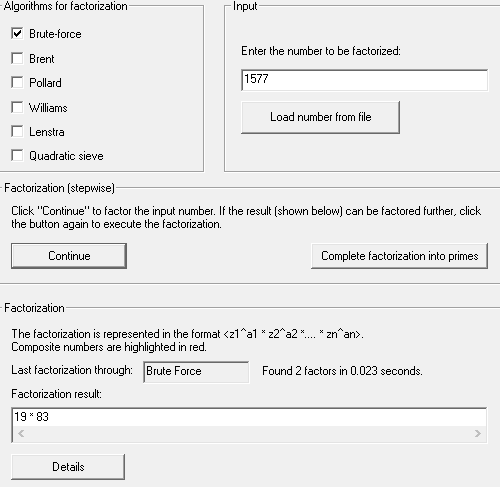 Algorithms for factorization
Brute-force
Brent
Pollard
Williams
Lenstra
Quadratic sieve
Input
Enter the number to be factorized:
1577
Load number from file
Factorization (stepwise)
Click "Continue" to factor the input number. If the result (shown below) can be factored further, click
the button again to execute the factorization.
Continue
Complete factorization into primes
Factorization
The factorization is represented in the format <z1^a1 * z2^a2 *.... * zn^an>.
Composite numbers are highlighted in red.
Last factorization through:
Brute Force
Found 2 factors in 0.023 seconds.
Factorization result:
19 * 83
Details